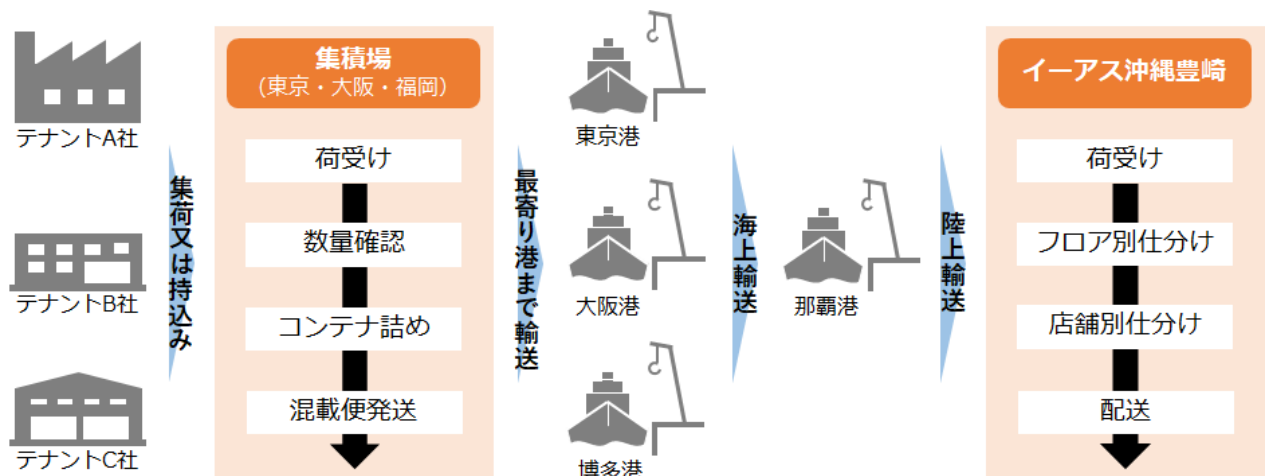 テナントA社
テナントB社
テナントC社
集荷又は持込み
集積場
(東京・大阪・福岡)
荷受け
数量確認
コンテナ詰め
混載便発送
最寄り港まで輸送
東京港
大阪港
博多港
海上輸送
那覇港
陸上輸送
イーアス沖縄豊崎
荷受け
フロア別仕分け
店舗別仕分け
配送